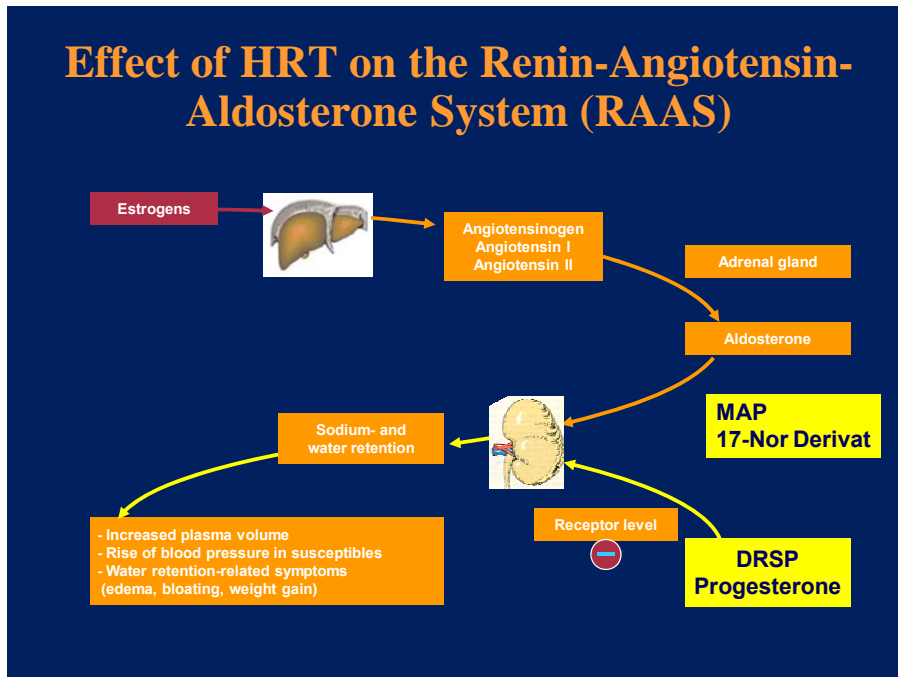 Effect of HRT on the Renin-Angiotensin-
Aldosterone System (RAAS)
Estrogens
Angiotensinogen
Angiotensin I
Angiotensin II
Adrenal gland
Aldosterone
MAP
17-Nor Derivat
Sodium- and
water retention
Receptor level
DRSP
Progesterone
- Increased plasma volume
- Rise of blood pressure in susceptibles
- Water retention-related symptoms
(edema, bloating, weight gain)